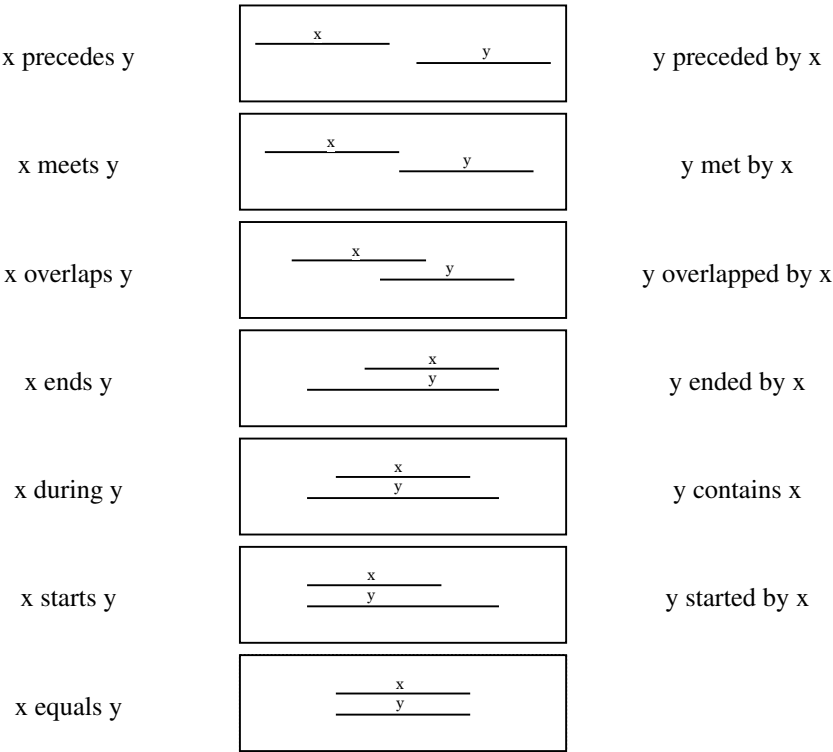 x
x precedes y
y
y preceded by x
x
x meets y
y
y met by x
x
x overlaps y
y
y overlapped by x
x
x ends y
y
y ended by x
x
x during y
y
y contains x
x
x starts y
y
y started by x
x
x equals y
y